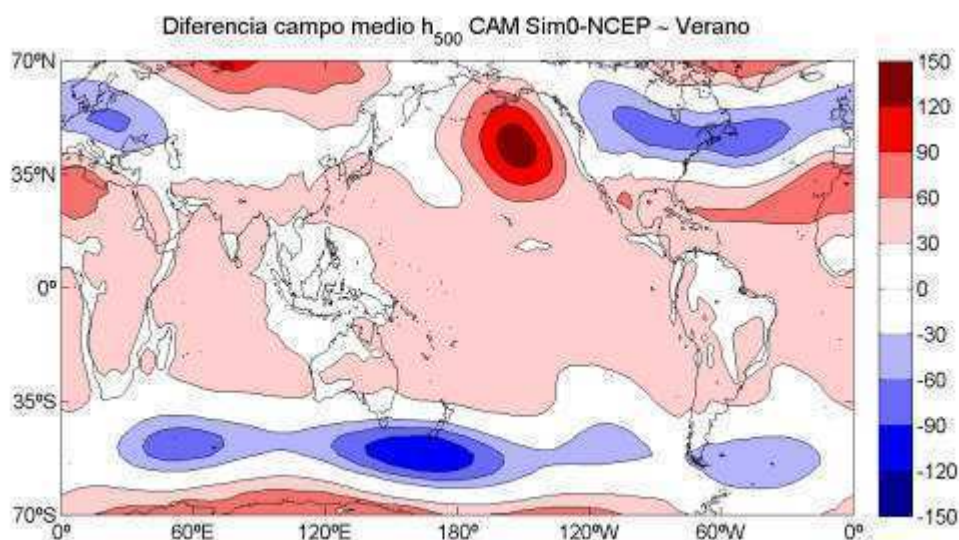 Diferencia campo medio h500 CAM Sim0-NCEP ~ Verano
70ºN
35ºN
0º
35ºS
70ºS
0º
60ºE
120ºE
180º
120ºW
60ºW
0º
150
120
90
60
30
0
-30
-60
-90
-120
-150